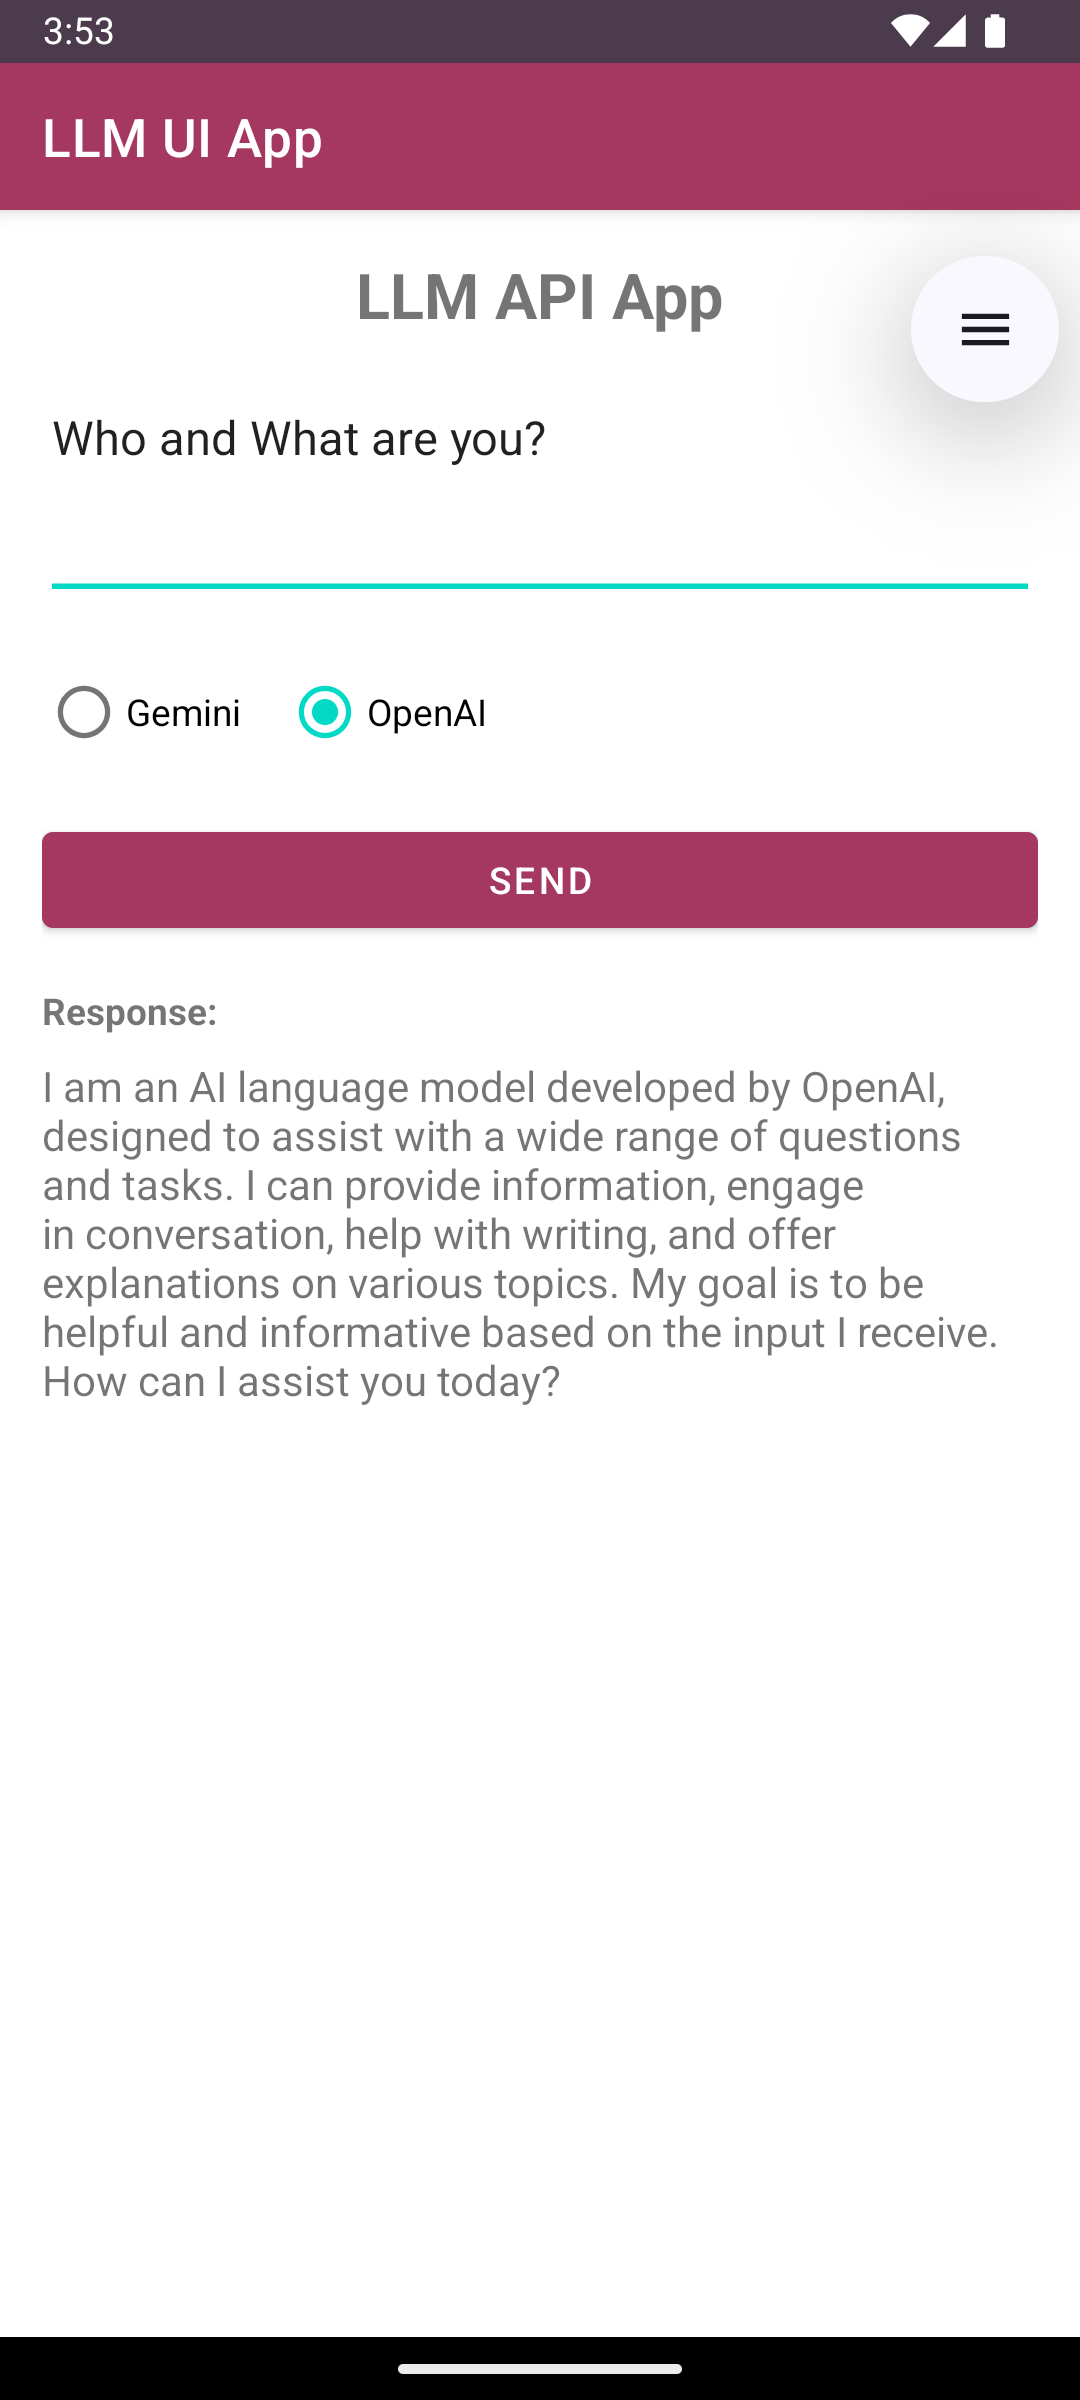 3:53
LLM UI App
LLM API App
Who and What are you?
Gemini OpenAI
SEND
Response:
I am an AI language model developed by OpenAI,
designed to assist with a wide range of questions
and tasks. I can provide information, engage
in conversation, help with writing, and offer
explanations on various topics. My goal is to be
helpful and informative based on the input I receive.
How can I assist you today?